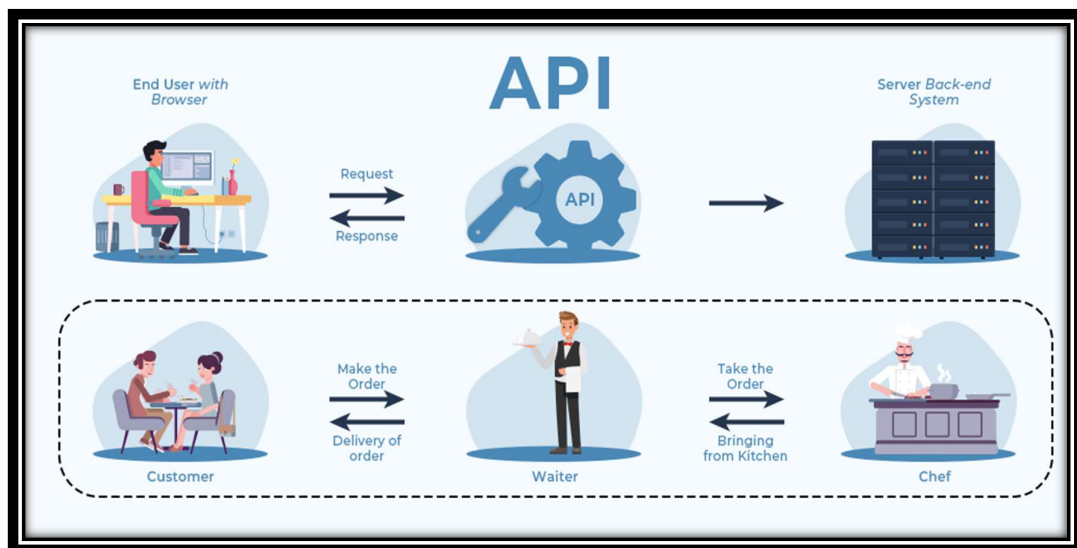 API
End User with
Browser
Server Back-end
System
Request
Response
API
Make the
Order
Delivery of
order
Take the
Order
Bringing
from Kitchen
Customer
Waiter
Chef